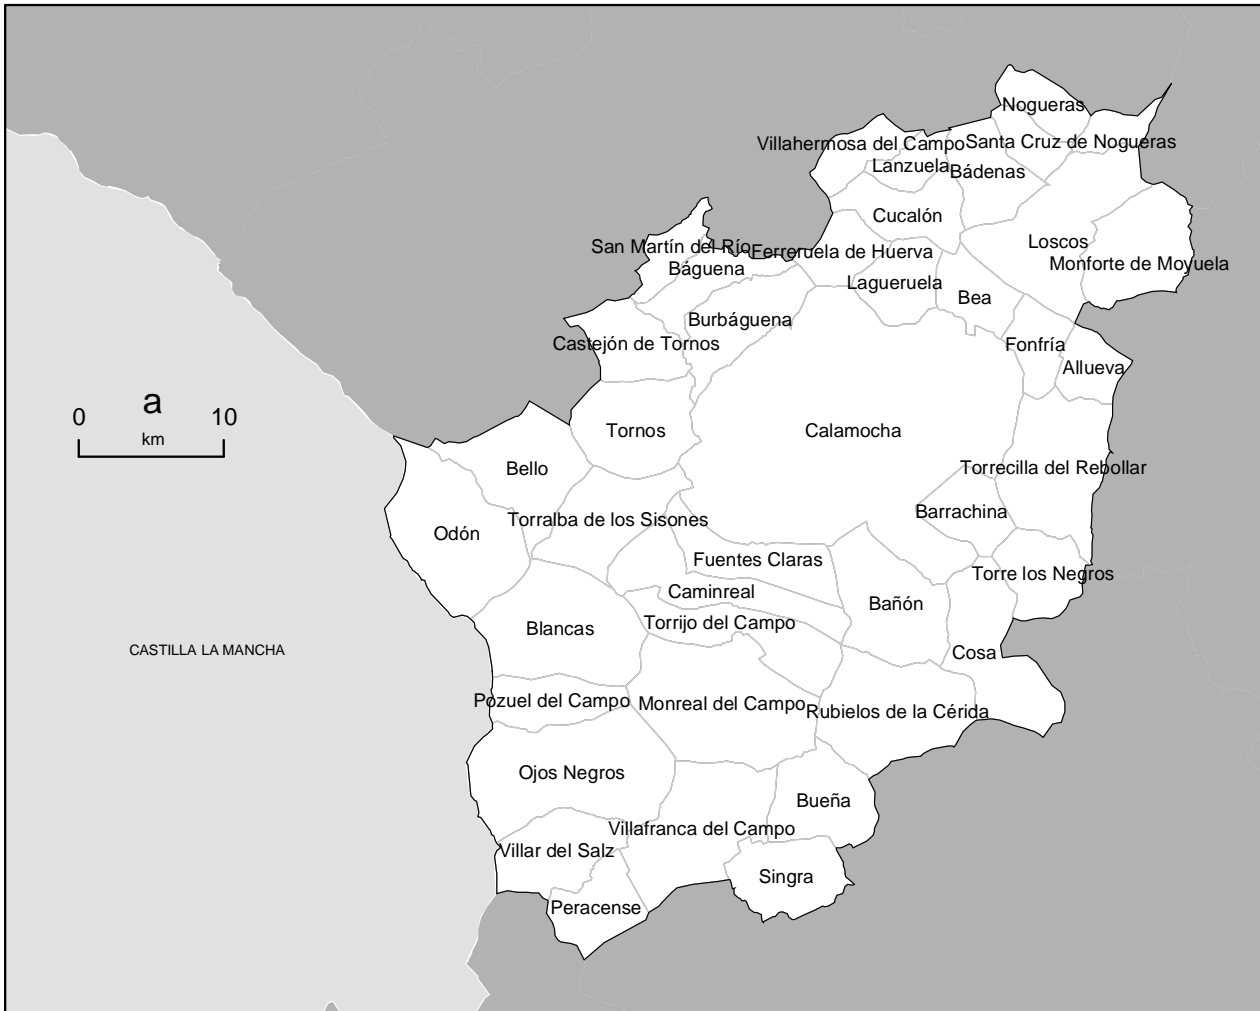 Nogueras
Villahermosa del Campo
Santa Cruz de Nogueras
Lanzuela
Bádenas
Cucalón
San Martín del Río
Ferreruela de Huerva
Loscos
Báguena
Monforte de Moyuela
Lagueruela
Bea
Burbáguena
Castejón de Tornos
Fonfría
Allueva
a
0 10
km
Tornos
Calamocha
Bello
Torrecilla del Rebollar
Barrachina
Torralba de los Sisones
Odón
Fuentes Claras
Torre los Negros
Caminreal
Bañón
Torrijo del Campo
Blancas
CASTILLA LA MANCHA
Cosa
Pozuel del Campo
Monreal del Campo
Rubielos de la Cérida
Ojos Negros
Bueña
Villafranca del Campo
Villar del Salz
Singra
Peracense